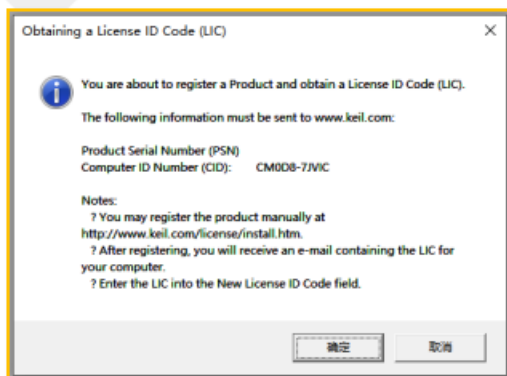 Obtaining a License ID Code (LIC)
You are about to register a Product and obtain a License ID Code (LIC).
The following information must be sent to www.keil.com:
Product Serial Number (PSN)
Computer ID Number (CID): CM0D8-7JVIC
Notes:
? You may register the product manually at
http://www.keil.com/license/install.htm.
? After registering, you will receive an e-mail containing the LIC for
your computer.
? Enter the LIC into the New License ID Code field.
确定 取消